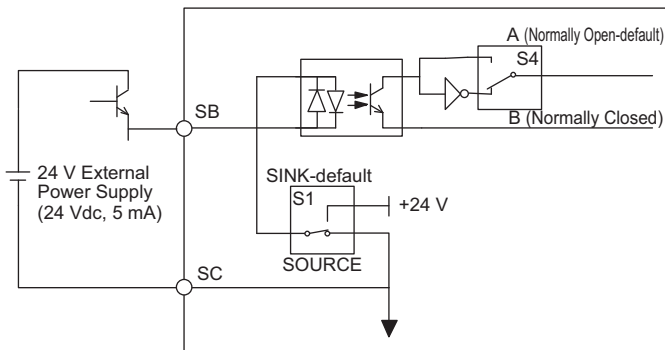 A (Normally Open-default)
S4
B (Normally Closed)
SB
24 V External
Power Supply
(24 Vdc, 5 mA)
SINK-default
S1
+24 V
SOURCE
SC